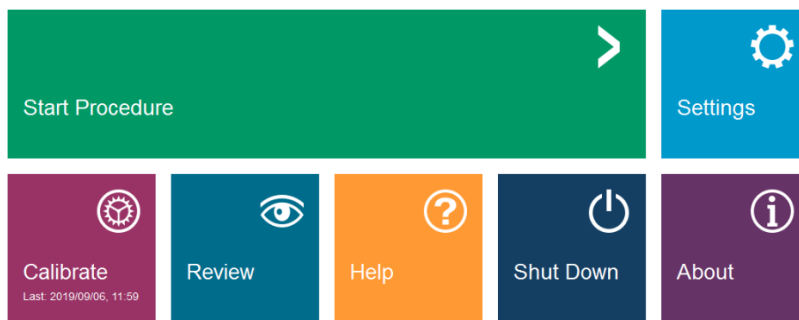 Start Procedure
Settings
Calibrate
Last: 2019/09/06, 11:59
Review
Help
Shut Down
About